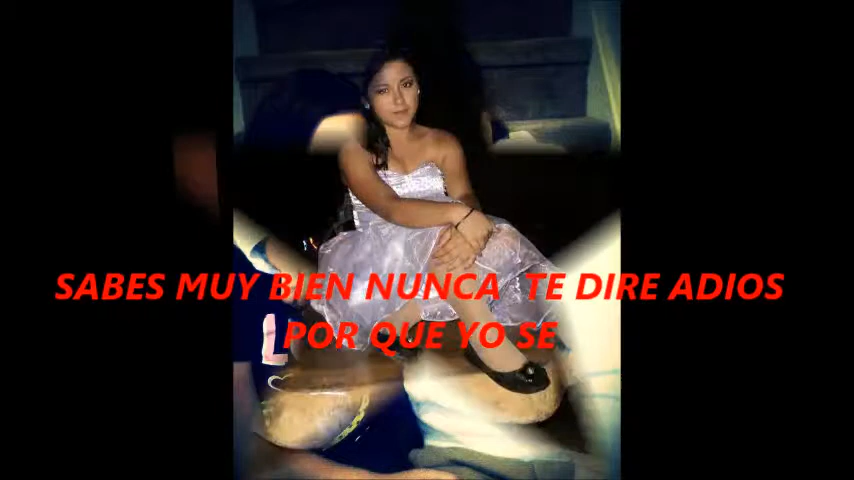 SABES MUY BIEN NUNCA  TE DIRE ADIOS
POR QUE YO SE
L